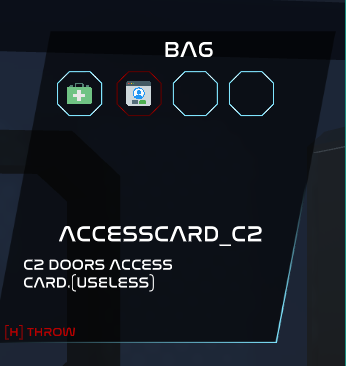 BAG
ACCESSCARD_C2
C2 DOORS ACCESS
CARD.(USELESS)
[H] THROW